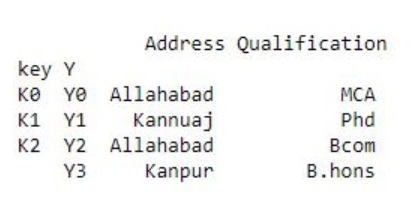 Address Qualification
key Y
K0 Y0 Allahabad MCA
K1 Y1 Kannuaj Phd
K2 Y2 Allahabad Bcom
Y3 Kanpur B.hons